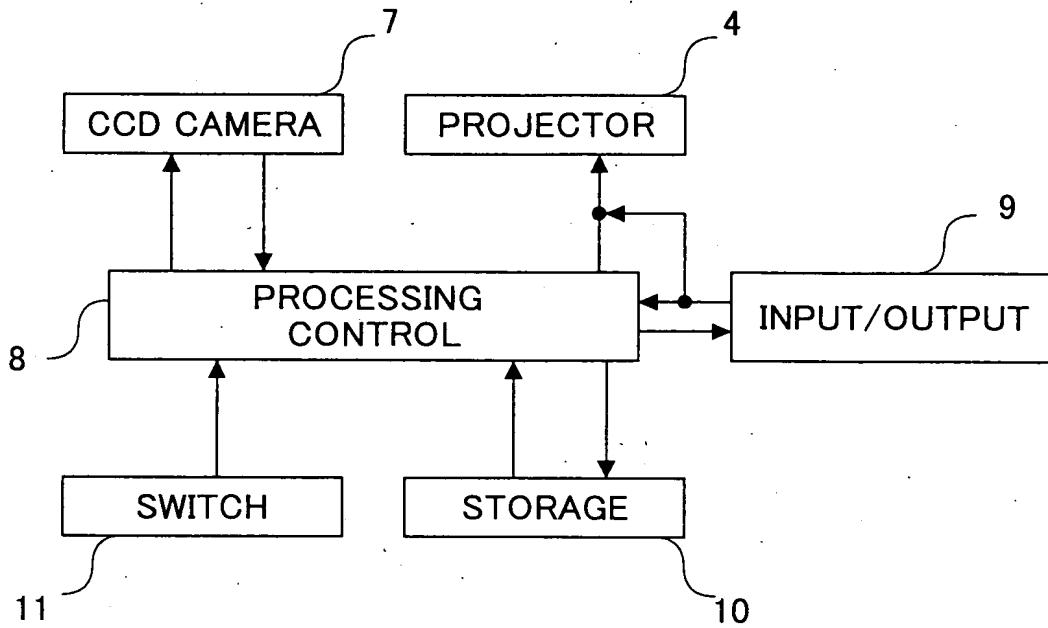 7
4
CCD CAMERA
PROJECTOR
9
PROCESSING
CONTROL
INPUT/OUTPUT
8
SWITCH
STORAGE
11
10